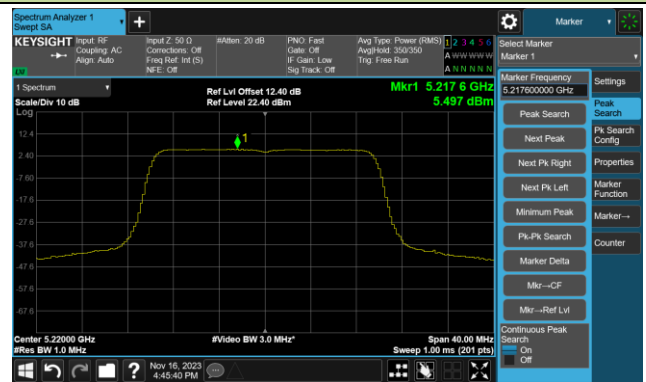 Spectrum Analyzer 1
Swept SA
Marker
KEYSIGHT
Input: RF
Coupling: AC
Align: Auto
Input Z: 50 Ω
Corrections: Off
Freq Ref: Int (S)
NFE: Off
#Atten: 20 dB
PNO: Fast
Gate: Off
IF Gain: Low
Sig Track: Off
Avg Type: Power (RMS)
Avg|Hold: 350/350
Trig: Free Run
1 2 3 4 5 6
A W W W W W
A N N N N N
LV
1 Spectrum
Scale/Div 10 dB
Log
Ref Lvl Offset 12.40 dB
Ref Level 22.40 dBm
Mkr1 5.217 6 GHz
5.497 dBm
12.4
2.40
-7.60
-17.6
-27.6
-37.6
-47.6
-57.6
-67.6
1
Center 5.22000 GHz
#Res BW 1.0 MHz
#Video BW 3.0 MHz*
Span 40.00 MHz
Sweep 1.00 ms (201 pts)
Nov 16, 2023
4:45:40 PM
Select Marker
Marker 1
Marker Frequency
5.217600000 GHz
Peak Search
Next Peak
Next Pk Right
Next Pk Left
Minimum Peak
Pk-Pk Search
Marker Delta
Mkr→CF
Mkr→Ref Lvl
Continuous Peak
Search
On
Off
Settings
Peak
Search
Pk Search
Config
Properties
Marker
Function
Marker→
Counter